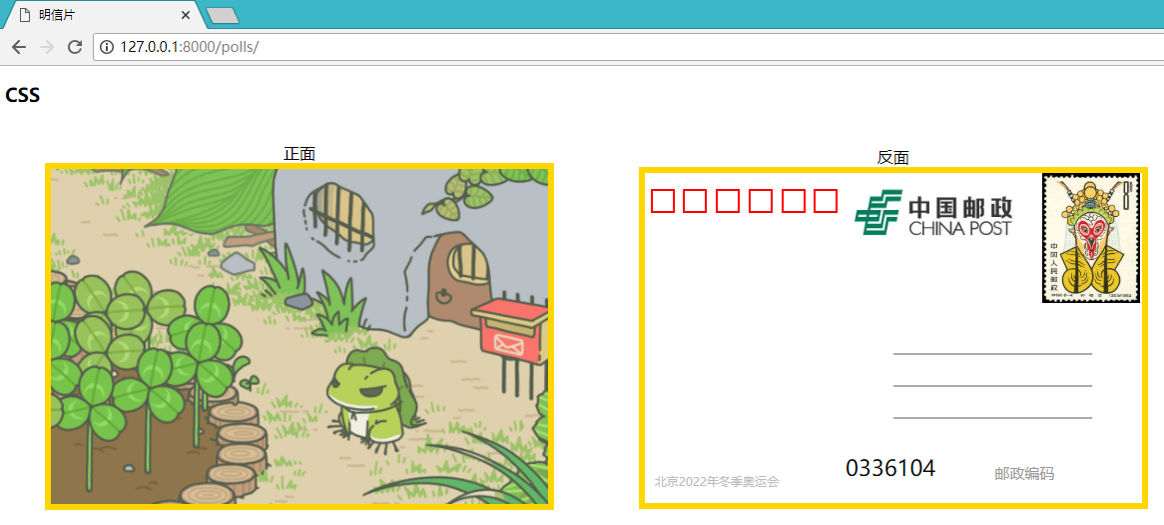 明信片
127.0.0.1:8000/polls/
CSS
正面
反面
中国邮政
CHINA POST
8
中国人民邮政
0336104
邮政编码
北京2022年冬季奥运会